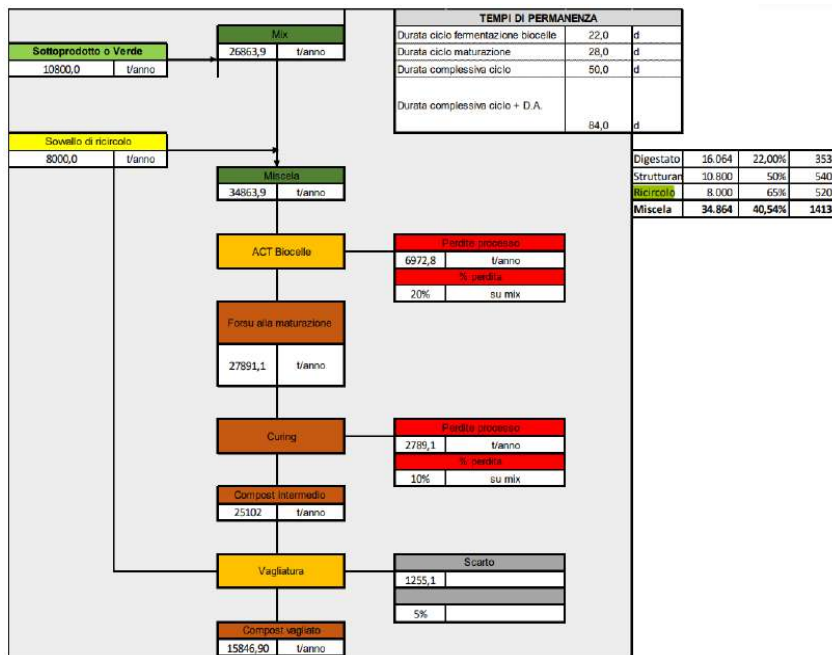 TEMPI DI PERMANENZA
Durata ciclo fermentazione biocelle 22,0 d
Durata ciclo maturazione 28,0 d
Durata complessiva ciclo 50,0 d
Durata complessiva ciclo + D.A. 84,0 d
Mix
26863,9 t/anno
Sottoprodotto o Verde
10800,0 t/anno
Sovvallo di ricircolo
8000,0 t/anno
Miscela
34863,9 t/anno
Digestato 16.064 22,00% 353
Strutturan 10.800 50% 540
Ricircolo 8.000 65% 520
Miscela 34.864 40,54% 1413
ACT Biocelle
Perdite processo
6972,8 t/anno
% perdita
20% su mix
Forsu alla maturazione
27891,1 t/anno
Curing
Perdite processo
2789,1 t/anno
% perdita
10% su mix
Compost intermedio
25102 t/anno
Vagliatura
Scarto
1255,1
5%
Compost vagliato
15846,90 t/anno